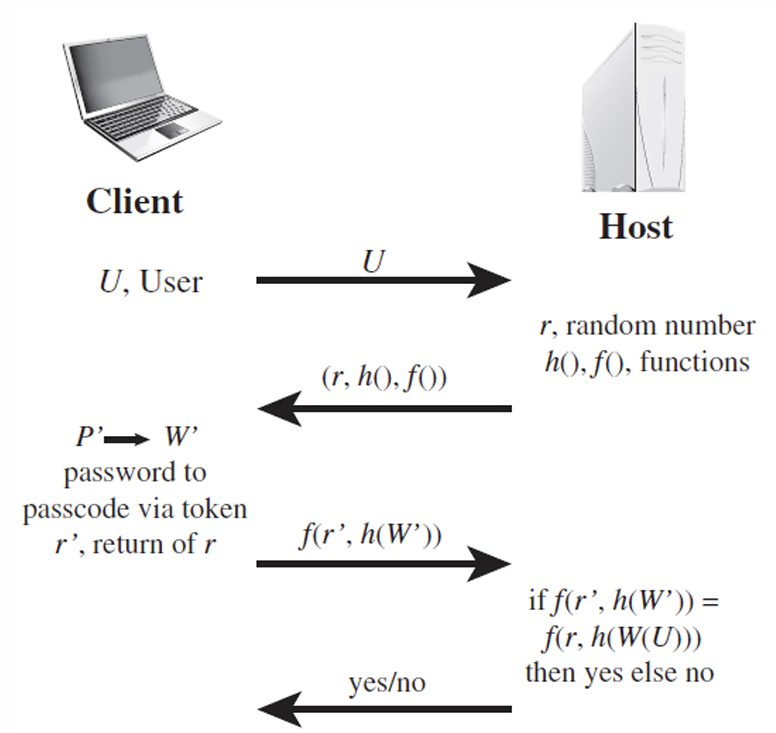 Client
Host
U, User
U
r, random number
h(), f(), functions
(r, h(), f())
P’ → W’
password to
passcode via token
r’, return of r
f(r’, h(W’))
if f(r’, h(W’)) =
f(r, h(W(U)))
then yes else no
yes/no